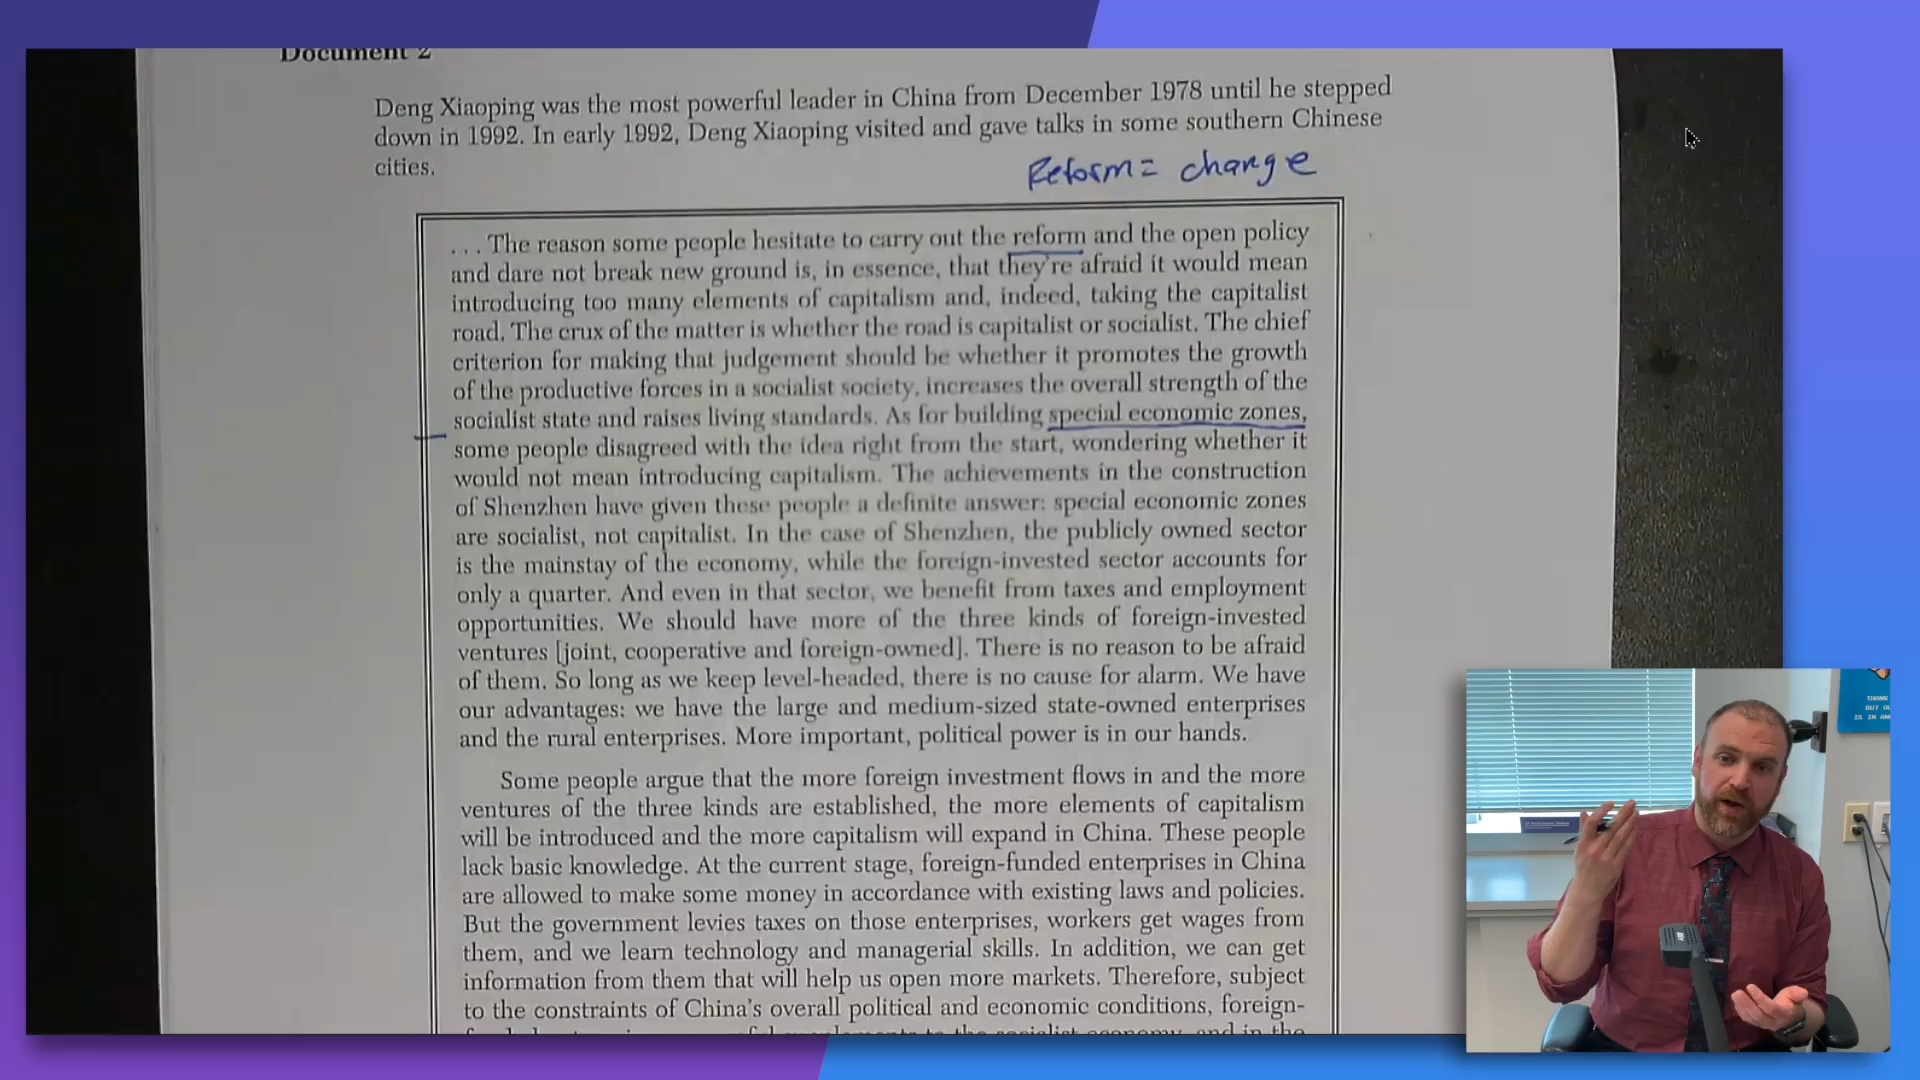 Document 2
Deng Xiaoping was the most powerful leader in China from December 1978 until he stepped
down in 1992. In early 1992, Deng Xiaoping visited and gave talks in some southern Chinese
cities.
Reform = change
. . . The reason some people hesitate to carry out the reform and the open policy
and dare not break new ground is, in essence, that they're afraid it would mean
introducing too many elements of capitalism and, indeed, taking the capitalist
road. The crux of the matter is whether the road is capitalist or socialist. The chief
criterion for making that judgement should be whether it promotes the growth
of the productive forces in a socialist society, increases the overall strength of the
socialist state and raises living standards. As for building special economic zones,
some people disagreed with the idea right from the start, wondering whether it
would not mean introducing capitalism. The achievements in the construction
of Shenzhen have given these people a definite answer: special economic zones
are socialist, not capitalist. In the case of Shenzhen, the publicly owned sector
is the mainstay of the economy, while the foreign-invested sector accounts for
only a quarter. And even in that sector, we benefit from taxes and employment
opportunities. We should have more of the three kinds of foreign-invested
ventures [joint, cooperative and foreign-owned]. There is no reason to be afraid
of them. So long as we keep level-headed, there is no cause for alarm. We have
our advantages: we have the large and medium-sized state-owned enterprises
and the rural enterprises. More important, political power is in our hands.
Some people argue that the more foreign investment flows in and the more
ventures of the three kinds are established, the more elements of capitalism
will be introduced and the more capitalism will expand in China. These people
lack basic knowledge. At the current stage, foreign-funded enterprises in China
are allowed to make some money in accordance with existing laws and policies.
But the government levies taxes on those enterprises, workers get wages from
them, and we learn technology and managerial skills. In addition, we can get
information from them that will help us open more markets. Therefore, subject
to the constraints of China's overall political and economic conditions, foreign-
socialist economy, and in the
THANK
BUT OU
IS IN AN